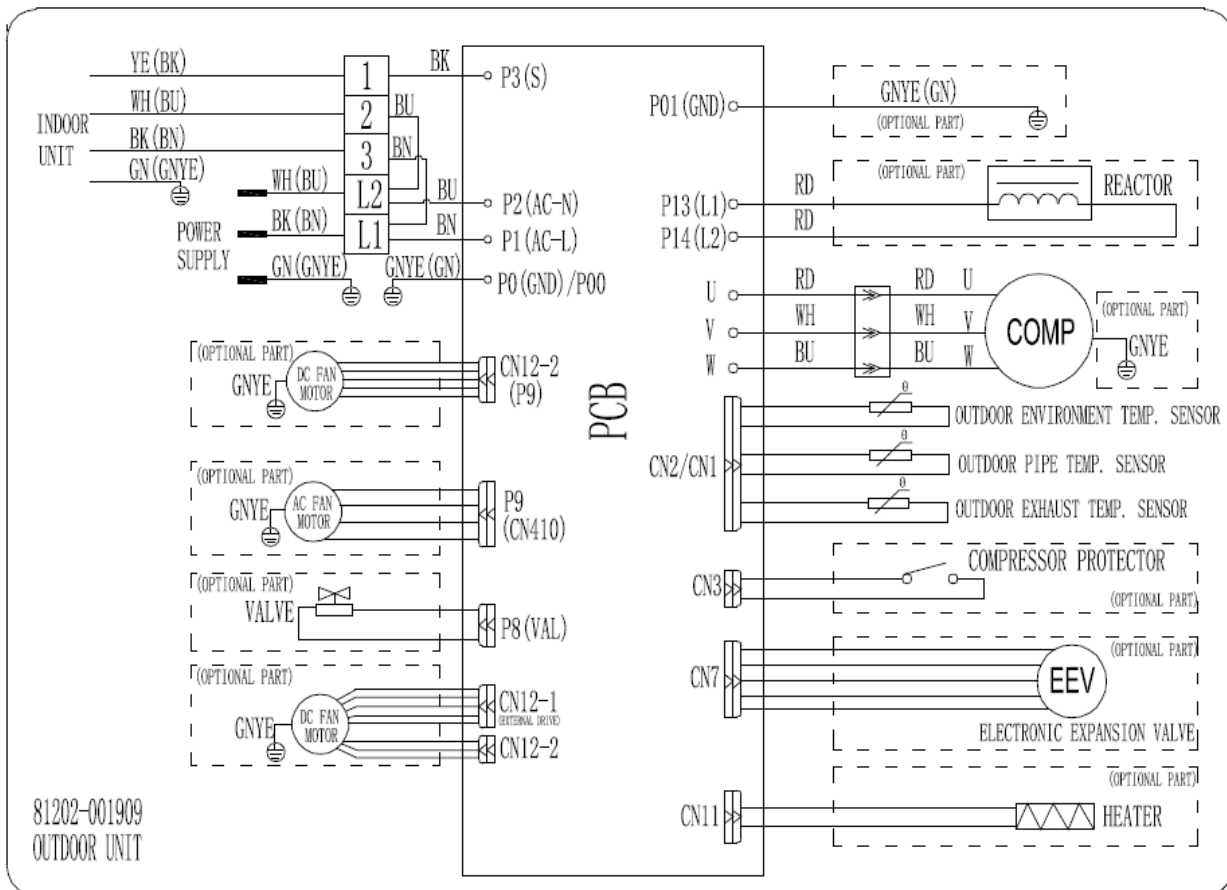 YE(BK)
1
BK
P3(S)
WH(BU)
2
BU
INDOOR
UNIT
BK(BN)
3
BN
GN(GNYE)
WH(BU)
L2
BU
P2(AC-N)
POWER
SUPPLY
BK(BN)
L1
BN
P1(AC-L)
GN(GNYE)
GNYE(GN)
P0(GND)/P00
(OPTIONAL PART)
GNYE
DC FAN
MOTOR
CN12-2
(P9)
(OPTIONAL PART)
GNYE
AC FAN
MOTOR
P9
(CN410)
(OPTIONAL PART)
VALVE
P8(VAL)
(OPTIONAL PART)
GNYE
DC FAN
MOTOR
CN12-1
(EXTERNAL DRIVE)
CN12-2
81202-001909
OUTDOOR UNIT
PCB
P01(GND)
GNYE(GN)
(OPTIONAL PART)
(OPTIONAL PART)
RD
REACTOR
P13(L1)
RD
P14(L2)
U
RD
RD
U
V
WH
WH
V
W
BU
BU
W
COMP
(OPTIONAL PART)
GNYE
CN2/CN1
θ
OUTDOOR ENVIRONMENT TEMP. SENSOR
θ
OUTDOOR PIPE TEMP. SENSOR
θ
OUTDOOR EXHAUST TEMP. SENSOR
CN3
COMPRESSOR PROTECTOR
(OPTIONAL PART)
CN7
(OPTIONAL PART)
EEV
ELECTRONIC EXPANSION VALVE
(OPTIONAL PART)
CN11
HEATER